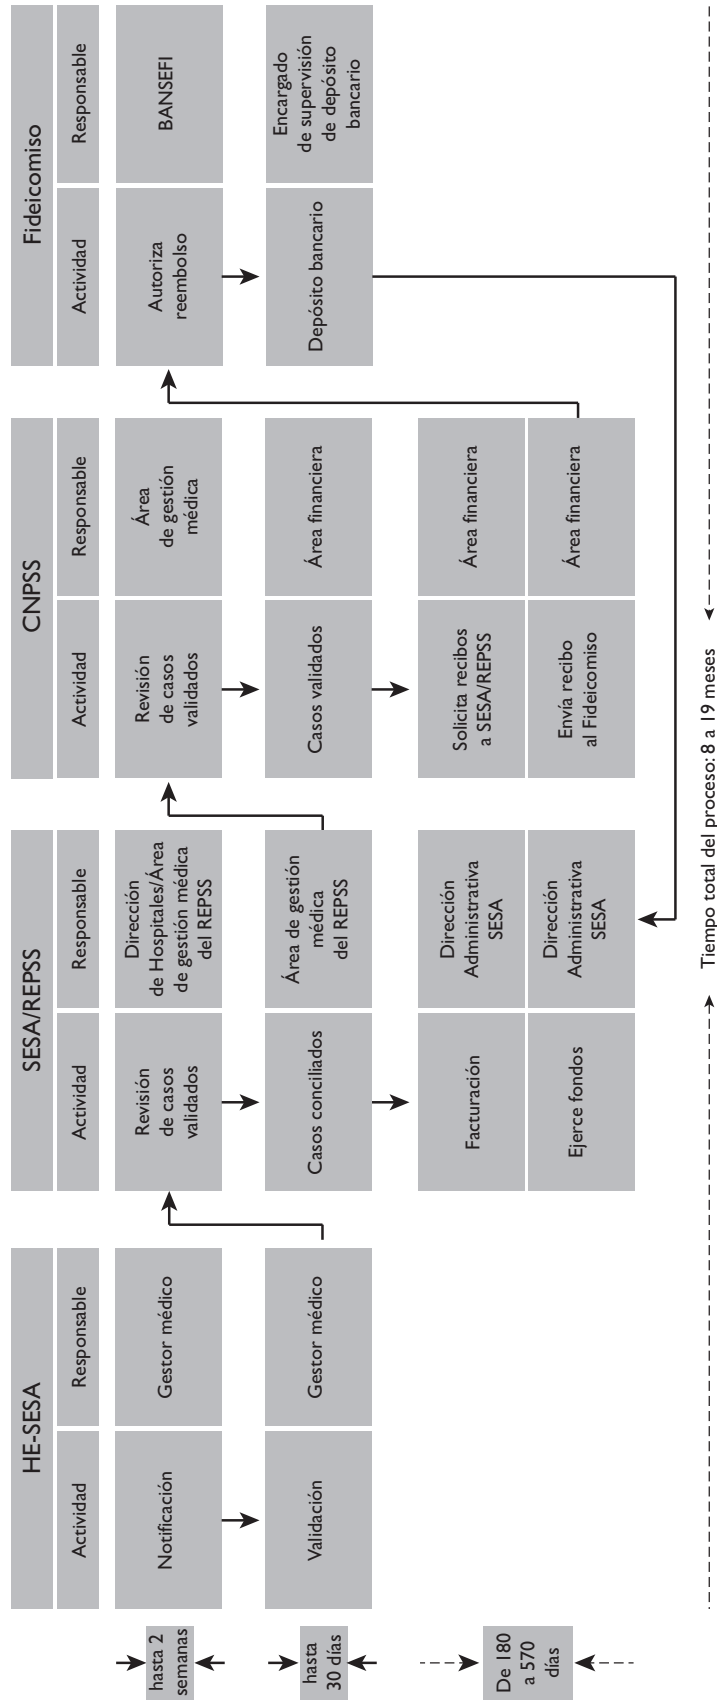 HE-SESA
Actividad
Responsable
Notificación
Gestor médico
Validación
Gestor médico
SESA/REPSS
Actividad
Responsable
Revisión
de casos
validados
Dirección
de Hospitales/Área
de gestión médica
del REPSS
Casos conciliados
Área de gestión
médica
del REPSS
Facturación
Dirección
Administrativa
SESA
Ejerce fondos
Dirección
Administrativa
SESA
CNPSS
Actividad
Responsable
Revisión
de casos
validados
Área
de gestión
médica
Casos validados
Área financiera
Solicita recibos
a SESA/REPSS
Área financiera
Envía recibo
al Fideicomiso
Área financiera
Fideicomiso
Actividad
Responsable
Autoriza
reembolso
BANSEFI
Depósito bancario
Encargado
de supervisión
de depósito
bancario
hasta 2
semanas
hasta
30 días
De 180
a 570
días
Tiempo total del proceso: 8 a 19 meses